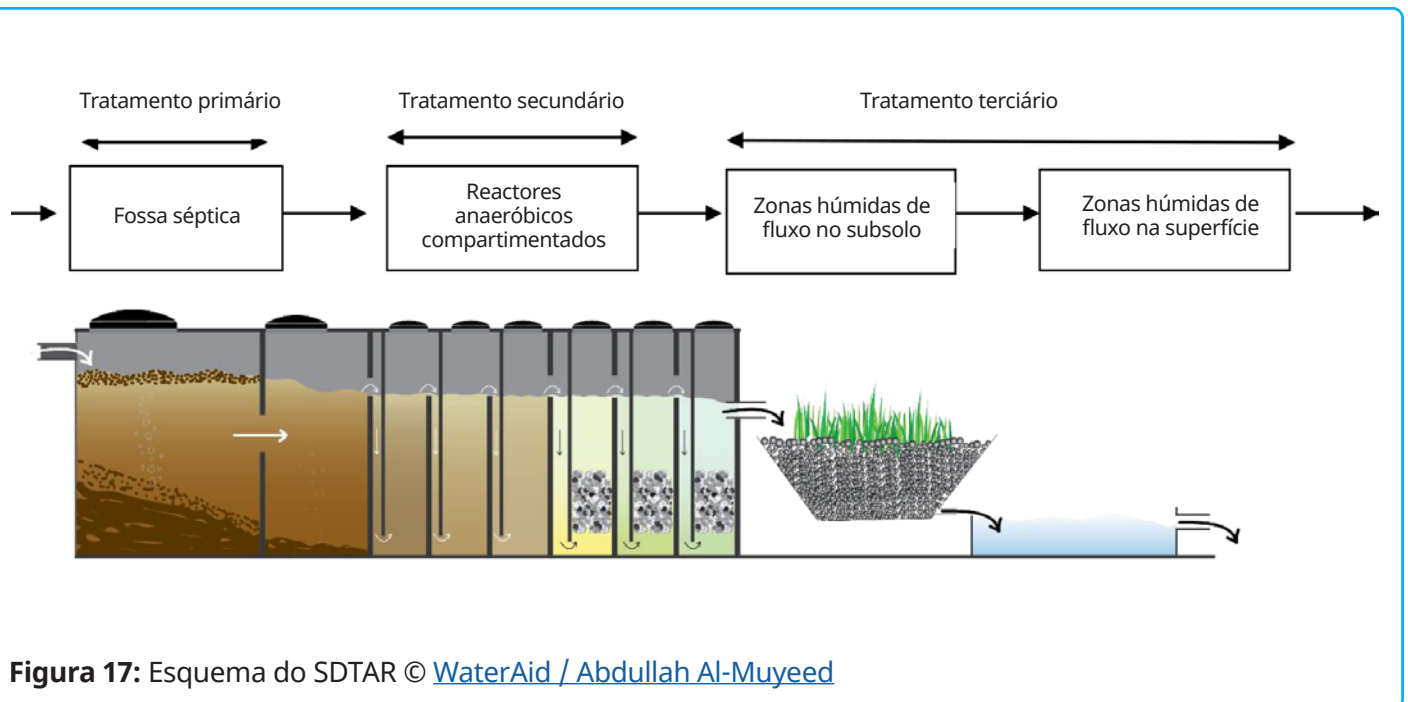 Tratamento primário
Tratamento secundário
Tratamento terciário
Fossa séptica
Reactores
anaeróbicos
compartimentados
Zonas húmidas de
fluxo no subsolo
Zonas húmidas de
fluxo na superfície
Figura 17: Esquema do SDTAR © WaterAid / Abdullah Al-Muyeed